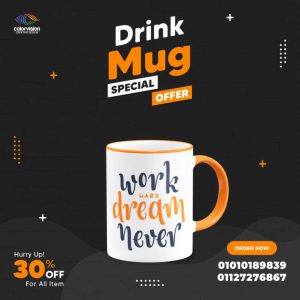 colorvision
Drink
Mug
SPECIAL
OFFER
work
HARD
dream
Never
Hurry Up!
30% OFF
For All Item
ORDER NOW
01010189839
01127276867